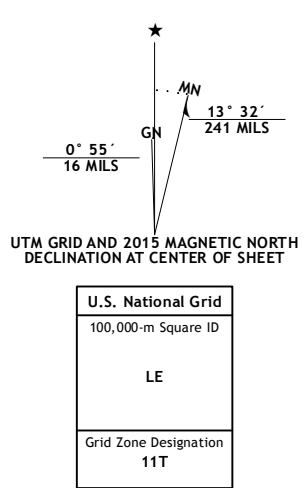 ★
MN
GN
13° 32´
241 MILS
0° 55´
16 MILS
UTM GRID AND 2015 MAGNETIC NORTH
DECLINATION AT CENTER OF SHEET
U.S. National Grid
100,000-m Square ID
LE
Grid Zone Designation
11T